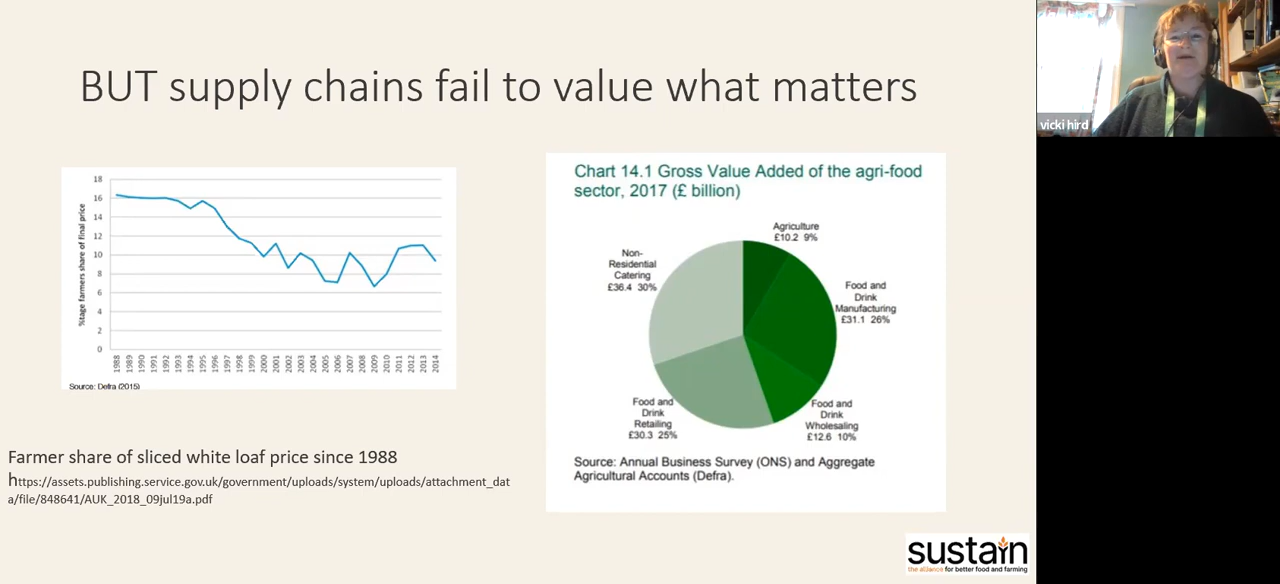 BUT supply chains fail to value what matters
vicki hird
18
16
14
12
10
8
6
4
2
0
%tage farmers share of final price
1988
1989
1990
1991
1992
1993
1994
1995
1996
1997
1998
1999
2000
2001
2002
2003
2004
2005
2006
2007
2008
2009
2010
2011
2012
2013
2014
Source: Defra (2015)
Farmer share of sliced white loaf price since 1988
https://assets.publishing.service.gov.uk/government/uploads/system/uploads/attachment_dat
a/file/848641/AUK_2018_09jul19a.pdf
Chart 14.1 Gross Value Added of the agri-food
sector, 2017 (£ billion)
Agriculture
£10.2 9%
Non-
Residential
Catering
£36.4 30%
Food and
Drink
Manufacturing
£31.1 26%
Food and
Drink
Retailing
£30.3 25%
Food and
Drink
Wholesaling
£12.6 10%
Source: Annual Business Survey (ONS) and Aggregate
Agricultural Accounts (Defra).
sustain
the alliance for better food and farming